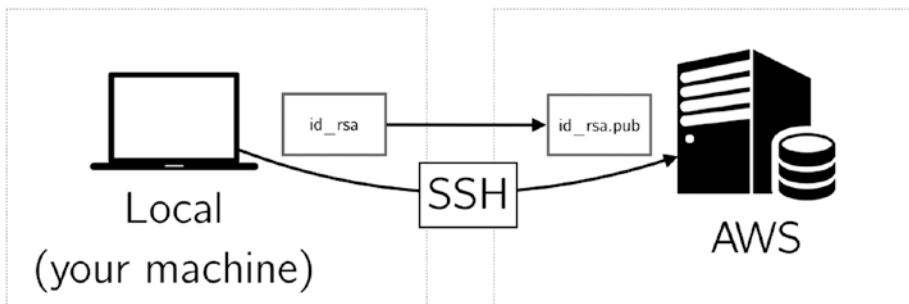 id_rsa
id_rsa.pub
SSH
Local
(your machine)
AWS